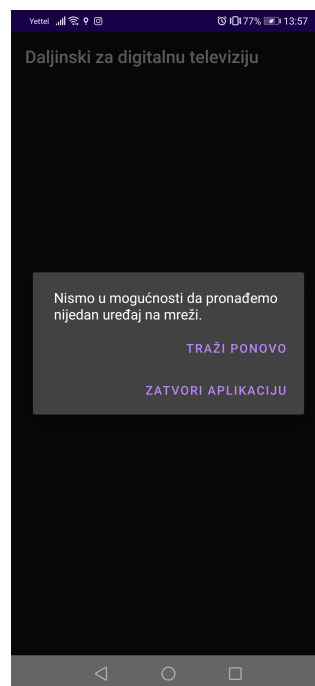 Yettel 77% 13:57
Daljinski za digitalnu televiziju
Nismo u mogućnosti da pronađemo
nijedan uređaj na mreži.
TRAŽI PONOVO
ZATVORI APLIKACIJU